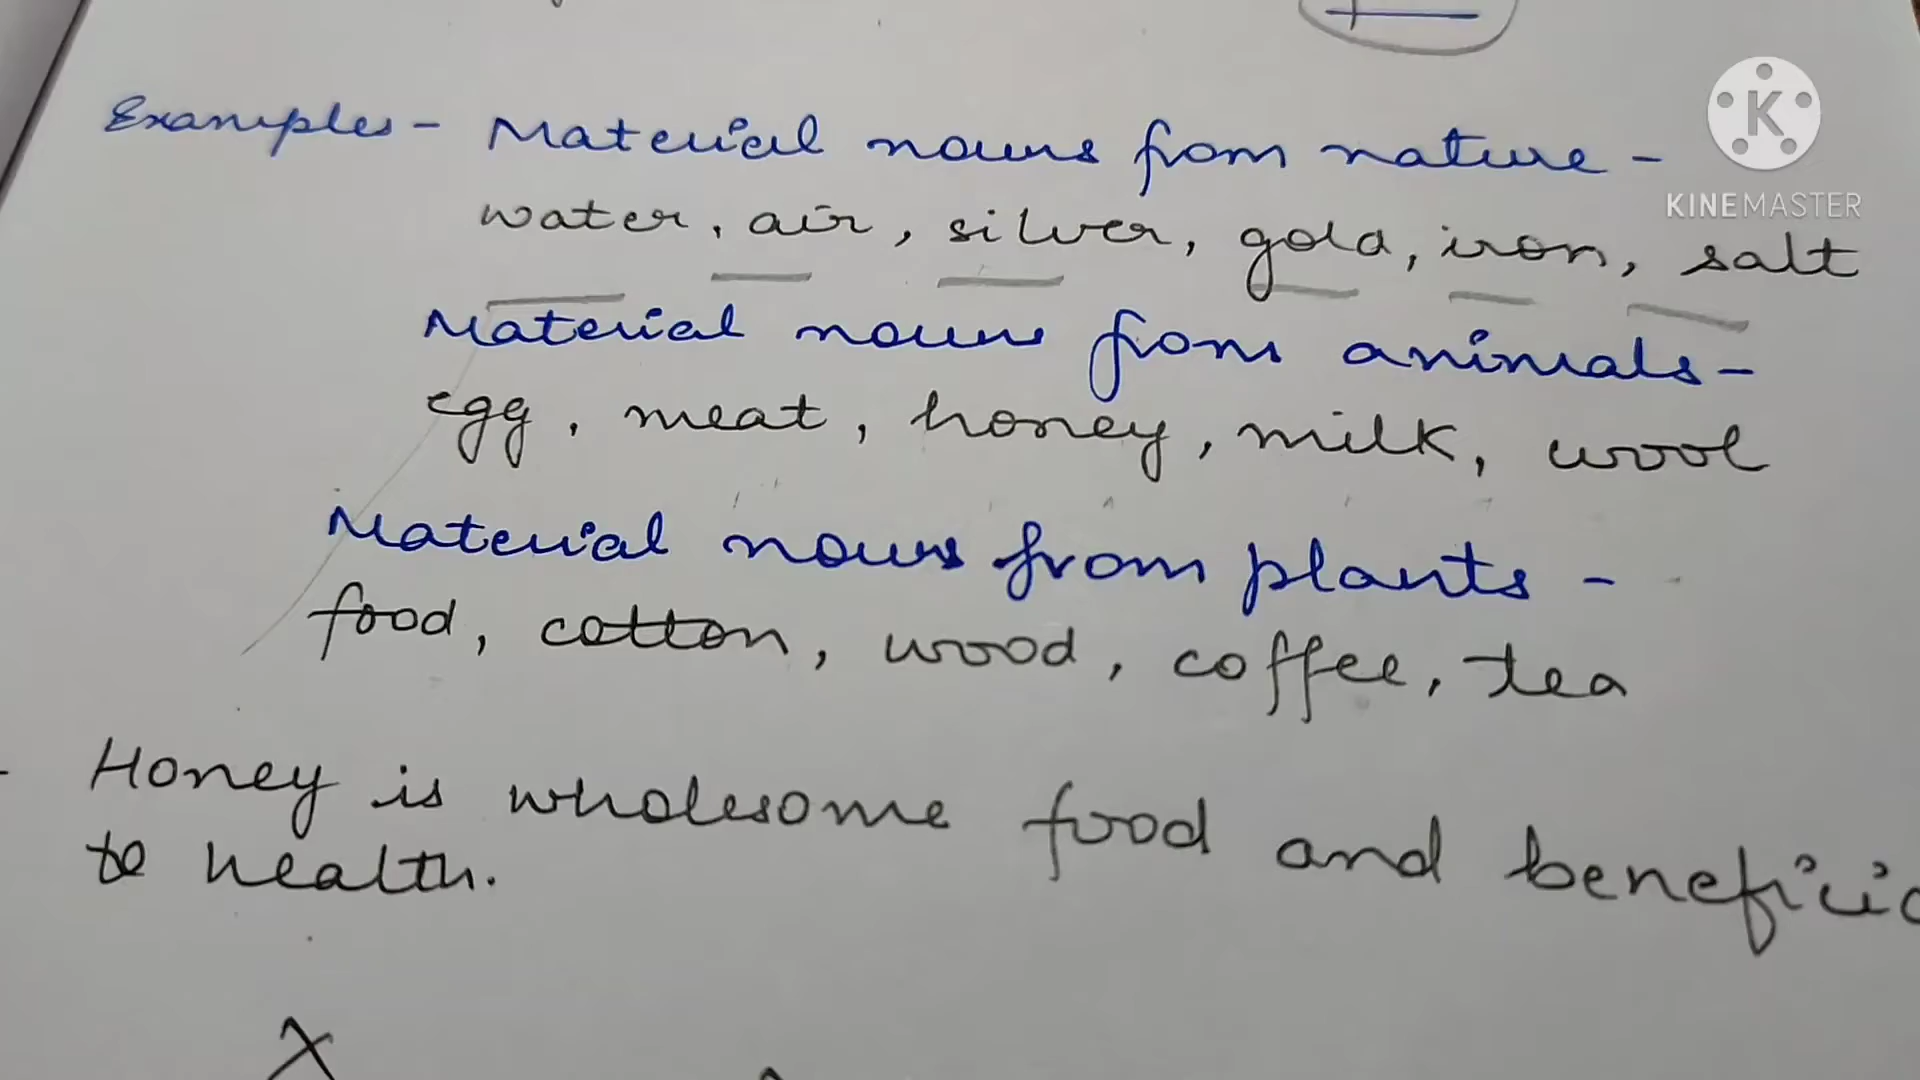 Examples - Material nouns from nature -
water, air, silver, gold, iron, salt
Material nouns from animals -
egg, meat, honey, milk, wool
Material nouns from plants -
food, cotton, wood, coffee, tea
Honey is wholesome food and beneficia
to health.
K
KINEMASTER